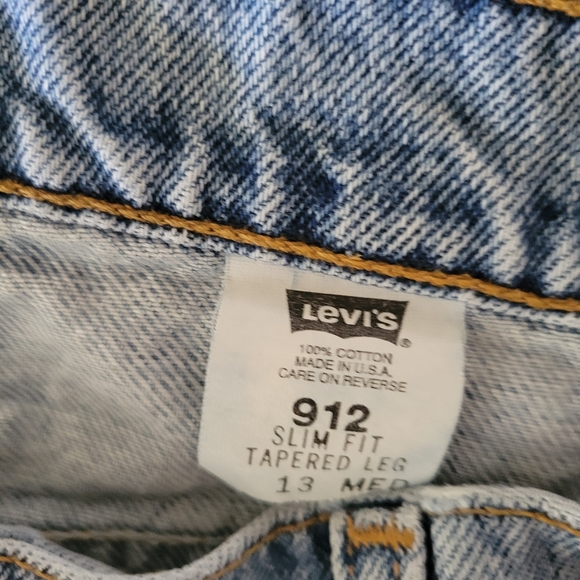 Levi's
®
100% COTTON
MADE IN U.S.A.
CARE ON REVERSE
912
SLIM FIT
TAPERED LEG
13 MED